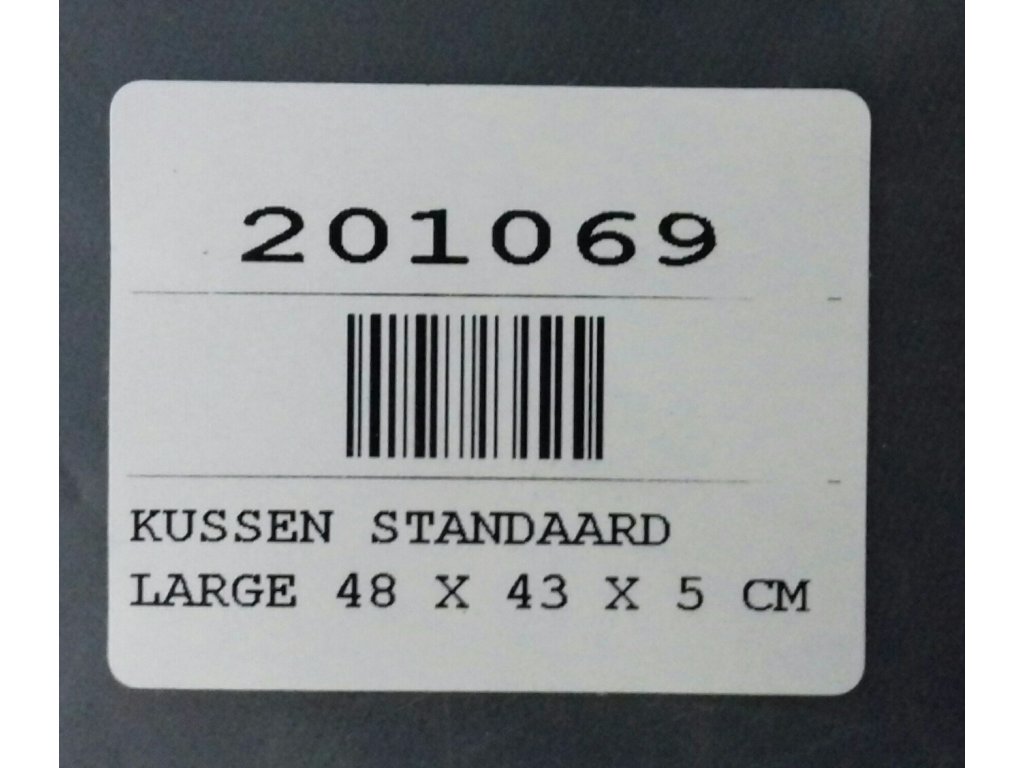 201069
KUSSEN STANDAARD
LARGE 48 X 43 X 5 CM